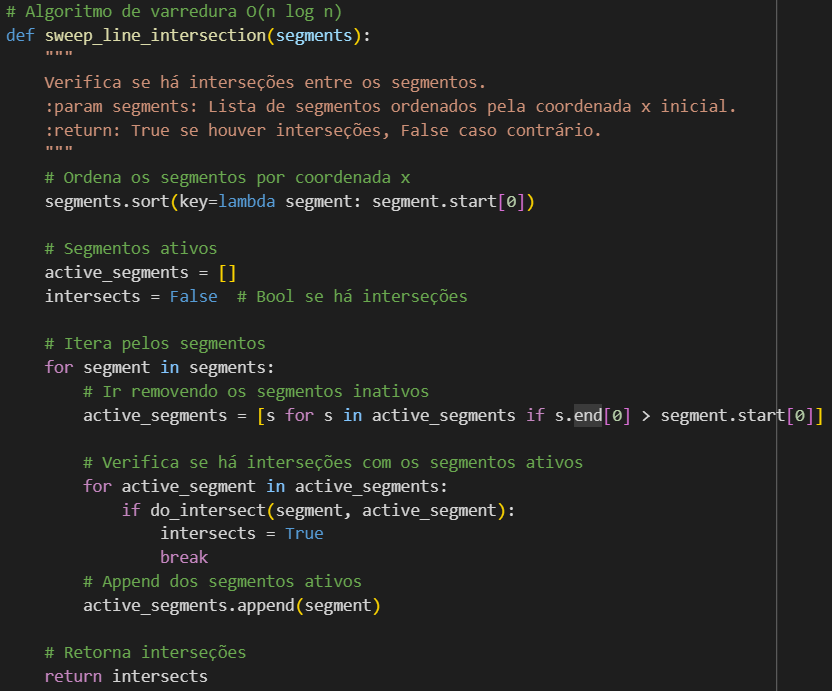 # Algoritmo de varredura O(n log n)
def sweep_line_intersection(segments):
    """
    Verifica se há interseções entre os segmentos.
    :param segments: Lista de segmentos ordenados pela coordenada x inicial.
    :return: True se houver interseções, False caso contrário.
    """
    # Ordena os segmentos por coordenada x
    segments.sort(key=lambda segment: segment.start[0])

    # Segmentos ativos
    active_segments = []
    intersects = False  # Bool se há interseções

    # Itera pelos segmentos
    for segment in segments:
        # Ir removendo os segmentos inativos
        active_segments = [s for s in active_segments if s.end[0] > segment.start[0]]

        # Verifica se há interseções com os segmentos ativos
        for active_segment in active_segments:
            if do_intersect(segment, active_segment):
                intersects = True
                break
        # Append dos segmentos ativos
        active_segments.append(segment)

    # Retorna interseções
    return intersects